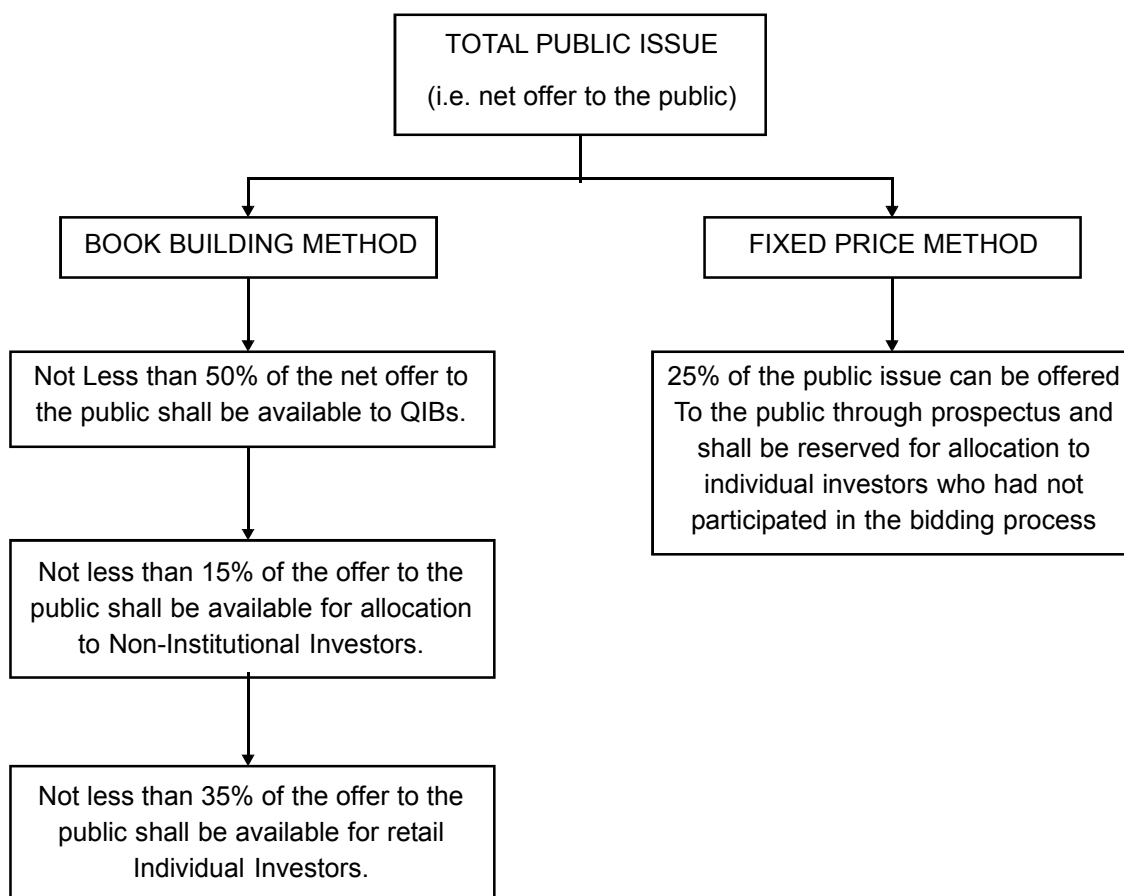 TOTAL PUBLIC ISSUE
(i.e. net offer to the public)
BOOK BUILDING METHOD
Not Less than 50% of the net offer to
the public shall be available to QIBs.
Not less than 15% of the offer to the
public shall be available for allocation
to Non-Institutional Investors.
Not less than 35% of the offer to the
public shall be available for retail
Individual Investors.
FIXED PRICE METHOD
25% of the public issue can be offered
To the public through prospectus and
shall be reserved for allocation to
individual investors who had not
participated in the bidding process